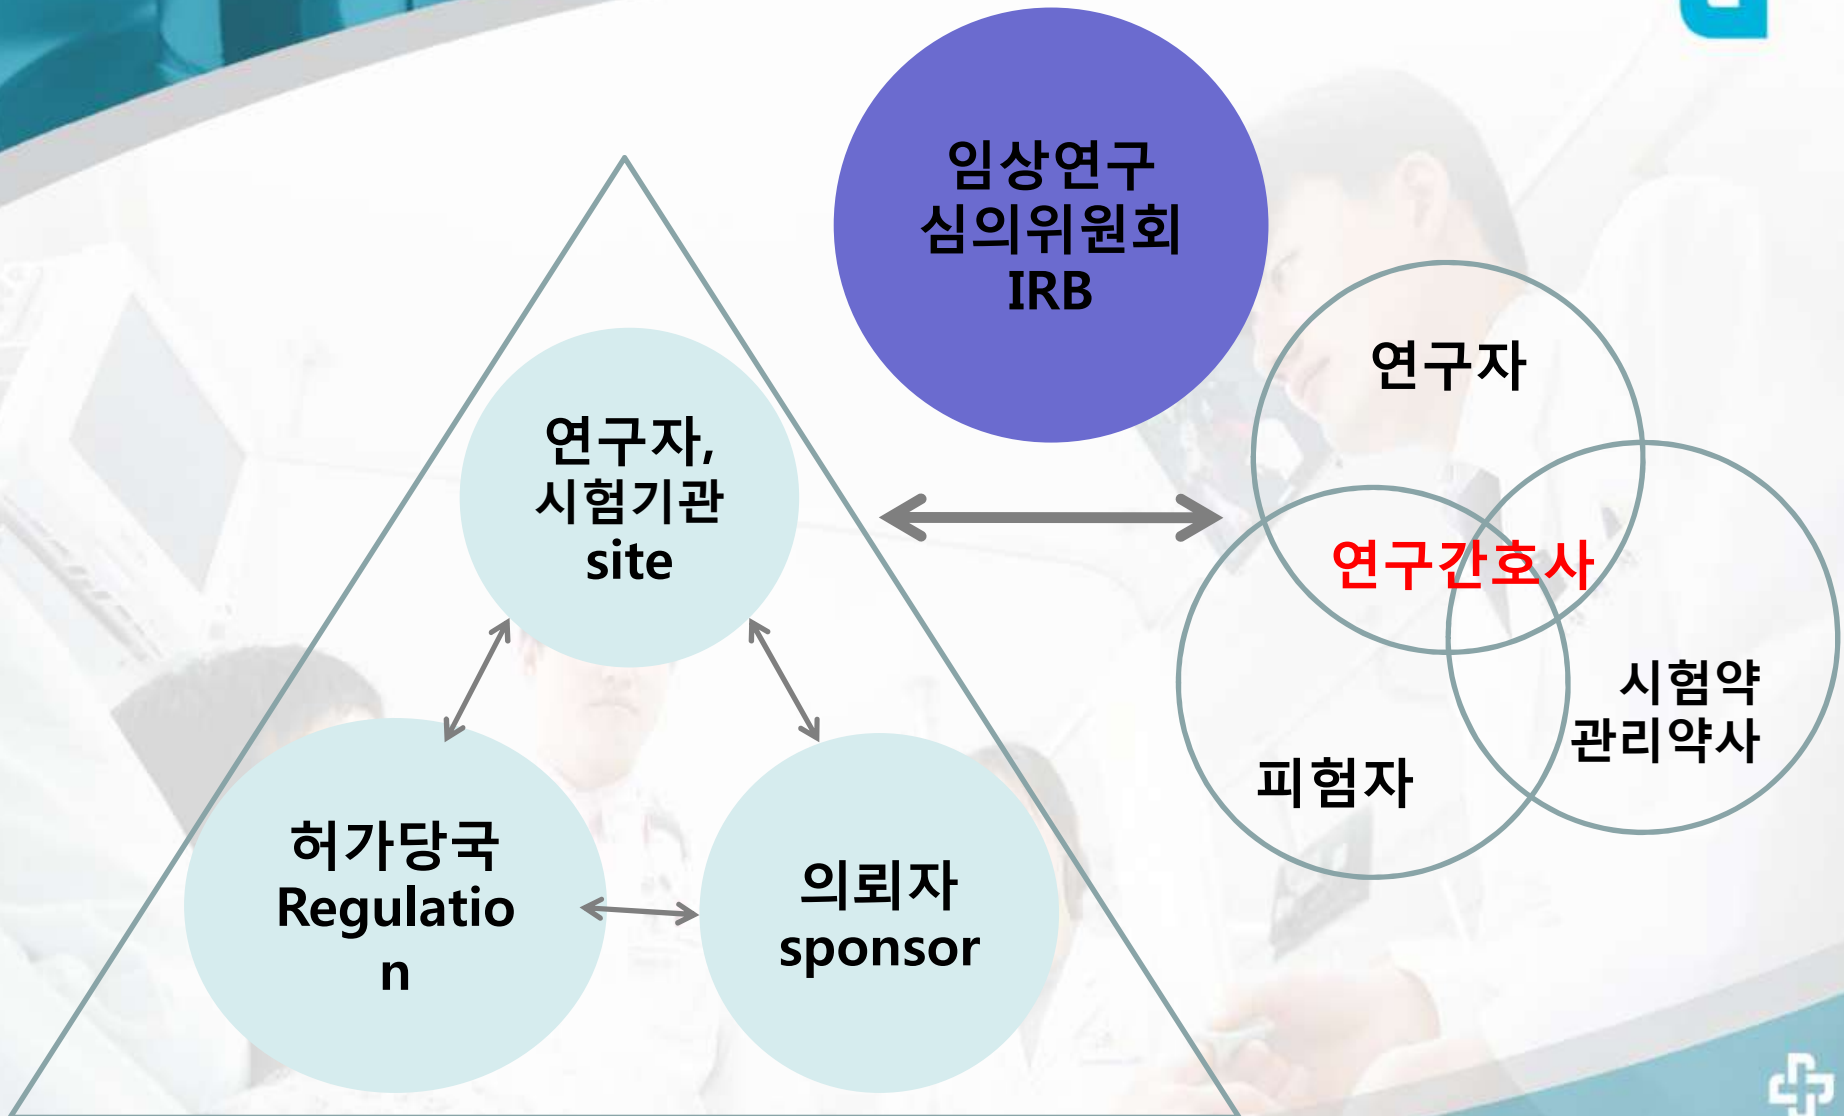 임상연구
심의위원회
IRB
연구자,
시험기관
site
허가당국
Regulatio
n
의뢰자
sponsor
연구자
연구간호사
시험약
관리약사
피험자